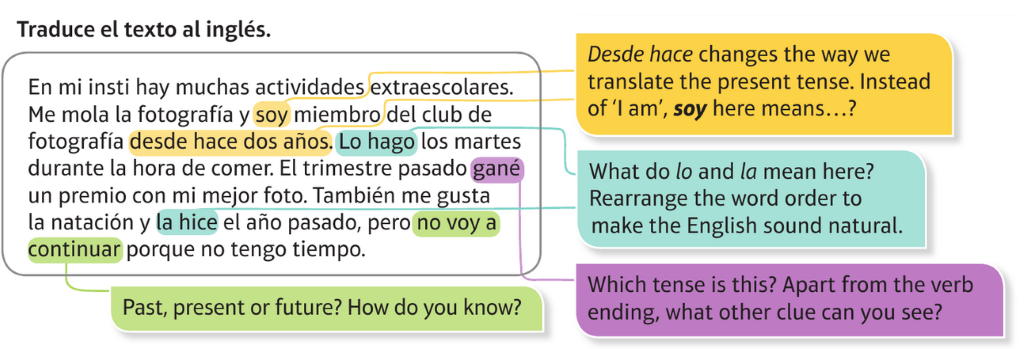 Traduce el texto al inglés.
En mi insti hay muchas actividades extraescolares.
Me mola la fotografía y soy miembro del club de
fotografía desde hace dos años. Lo hago los martes
durante la hora de comer. El trimestre pasado gané
un premio con mi mejor foto. También me gusta
la natación y la hice el año pasado, pero no voy a
continuar porque no tengo tiempo.
Desde hace changes the way we
translate the present tense. Instead
of ‘I am’, soy here means…?
What do lo and la mean here?
Rearrange the word order to
make the English sound natural.
Which tense is this? Apart from the verb
ending, what other clue can you see?
Past, present or future? How do you know?